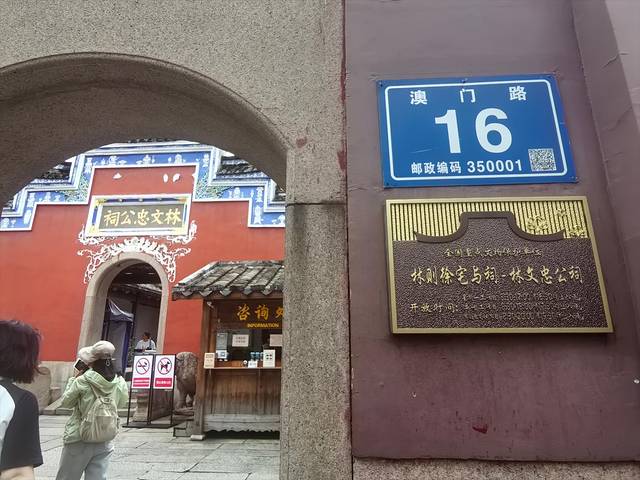 澳门路
16
邮政编码 350001
全国重点文物保护单位
林则徐宅与祠-林文忠公祠
开放时间：
祠公忠文林
咨询处
INFORMATION